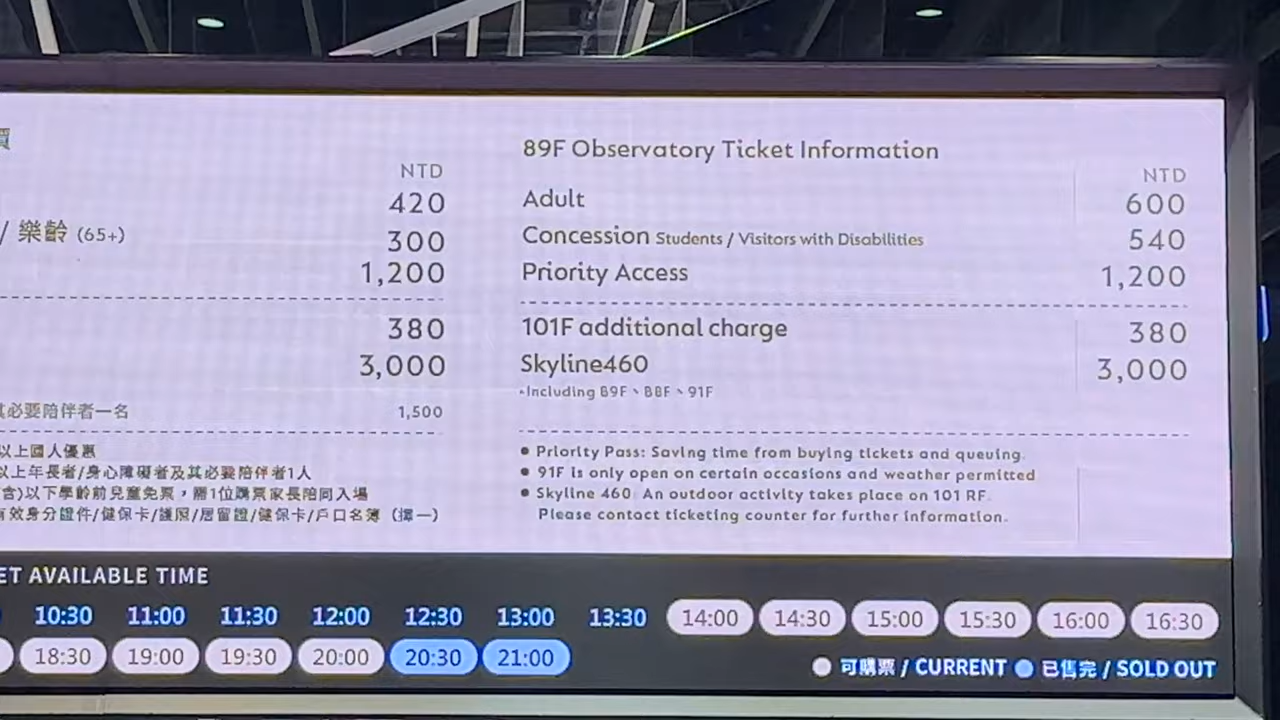 NTD
420
/ 樂齡 (65+)
300
1,200
380
3,000
必要陪伴者一名 1,500
以上國人優惠
以上年長者/身心障礙者及其必要陪伴者1人
含)以下學齡前兒童免票，需1位購票家長陪同入場
有效身分證件/健保卡/護照/居留證/健保卡/戶口名簿 (擇一)
89F Observatory Ticket Information
NTD
Adult 600
Concession Students / Visitors with Disabilities 540
Priority Access 1,200
101F additional charge 380
Skyline460 3,000
*Including 89F、88F、91F
● Priority Pass: Saving time from buying tickets and queuing.
● 91F is only open on certain occasions and weather permitted
● Skyline 460: An outdoor activity takes place on 101 RF.
Please contact ticketing counter for further information.
ET AVAILABLE TIME
10:30 11:00 11:30 12:00 12:30 13:00 13:30 14:00 14:30 15:00 15:30 16:00 16:30
18:30 19:00 19:30 20:00 20:30 21:00
可購票 / CURRENT 已售完 / SOLD OUT